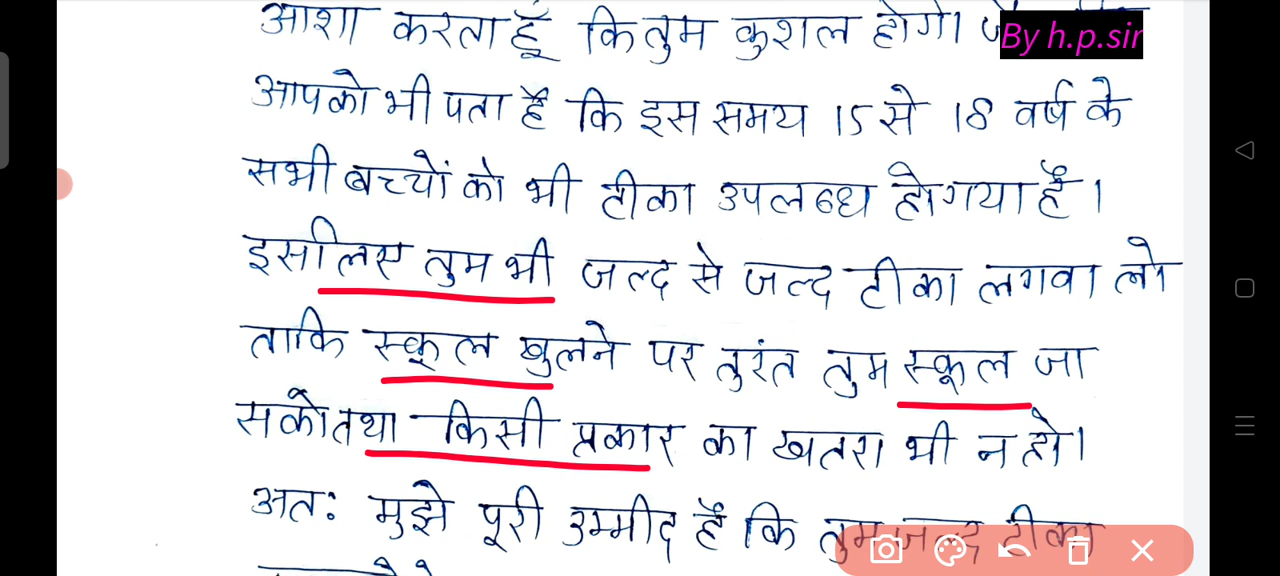 आशा करता हूँ कि तुम कुशल होगे।
By h.p.sir
आपको भी पता है कि इस समय 15 से 18 वर्ष के
सभी बच्चों को भी टीका उपलब्ध हो गया है।
इसलिए तुम भी जल्द से जल्द टीका लगवा लो
ताकि स्कूल खुलने पर तुरंत तुम स्कूल जा
सको तथा किसी प्रकार का खतरा भी न हो।
अत: मुझे पूरी उम्मीद है कि तुम जल्द टीका